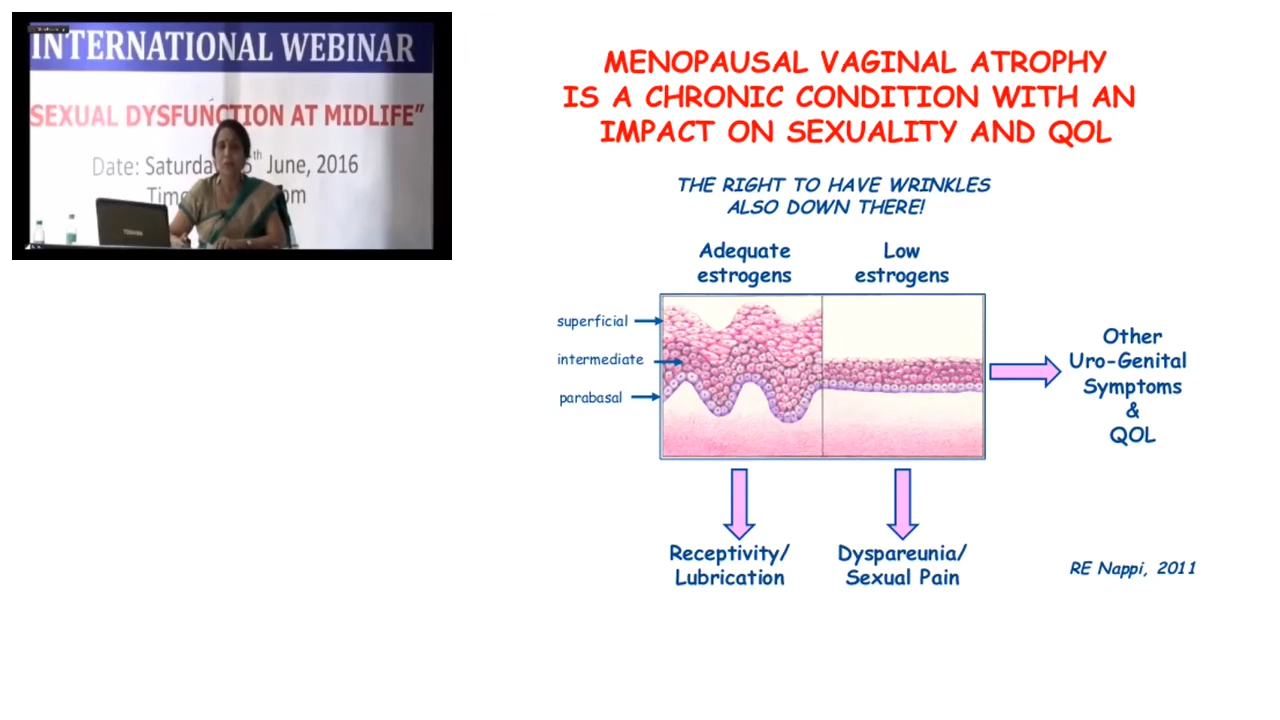 INTERNATIONAL WEBINAR
SEXUAL DYSFUNCTION AT MIDLIFE”
Date: June, 2016
TOSHIBA
MENOPAUSAL VAGINAL ATROPHY
IS A CHRONIC CONDITION WITH AN
IMPACT ON SEXUALITY AND QOL
THE RIGHT TO HAVE WRINKLES
ALSO DOWN THERE!
Adequate
estrogens
Low
estrogens
superficial
intermediate
parabasal
Other
Uro-Genital
Symptoms
&
QOL
Receptivity/
Lubrication
Dyspareunia/
Sexual Pain
RE Nappi, 2011